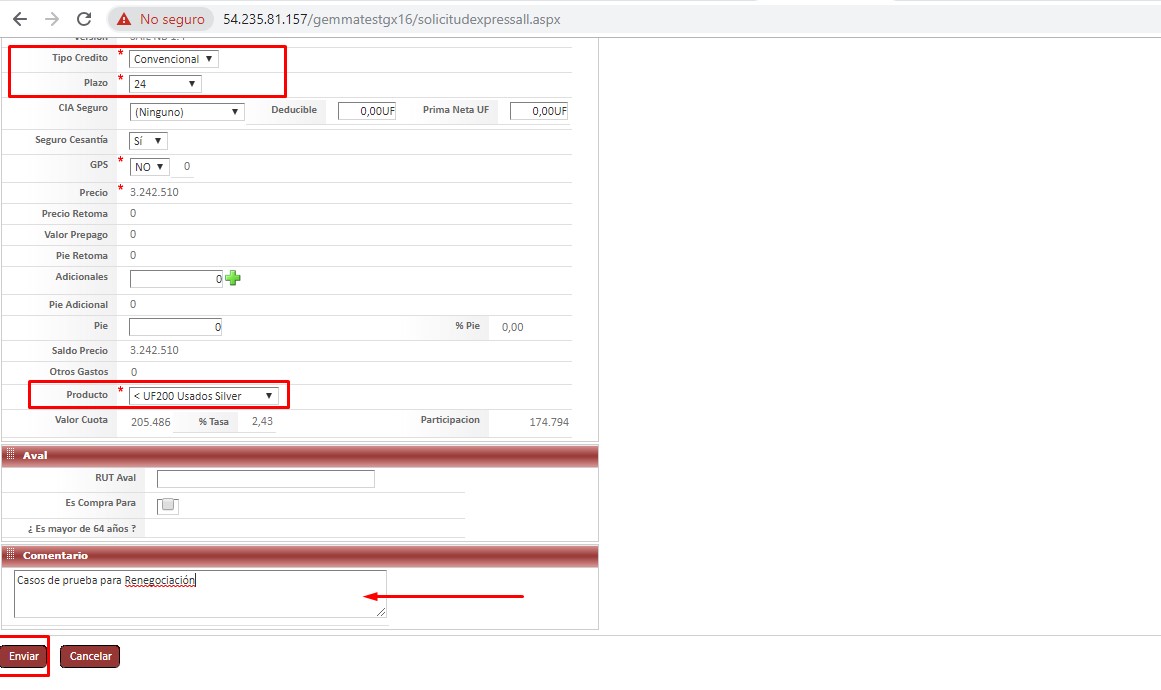 No seguro 54.235.81.157/gemmatestgx16/solicitudexpressall.aspx
Tipo Credito * Convencional
Plazo * 24
CIA Seguro (Ninguno) Deducible 0,00UF Prima Neta UF 0,00UF
Seguro Cesantía Sí
GPS * NO 0
Precio * 3.242.510
Precio Retoma 0
Valor Prepago 0
Pie Retoma 0
Adicionales 0
Pie Adicional 0
Pie 0 % Pie 0,00
Saldo Precio 3.242.510
Otros Gastos 0
Producto * < UF200 Usados Silver
Valor Cuota 205.486 % Tasa 2,43 Participacion 174.794
Aval
RUT Aval
Es Compra Para
¿ Es mayor de 64 años ?
Comentario
Casos de prueba para Renegociación
Enviar Cancelar